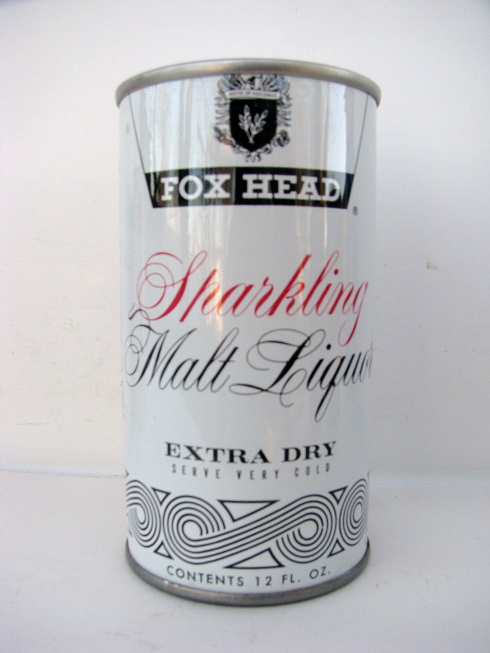 FOX HEAD
®
Sparkling
Malt Liquor
EXTRA DRY
SERVE VERY COLD
CONTENTS 12 FL. OZ.